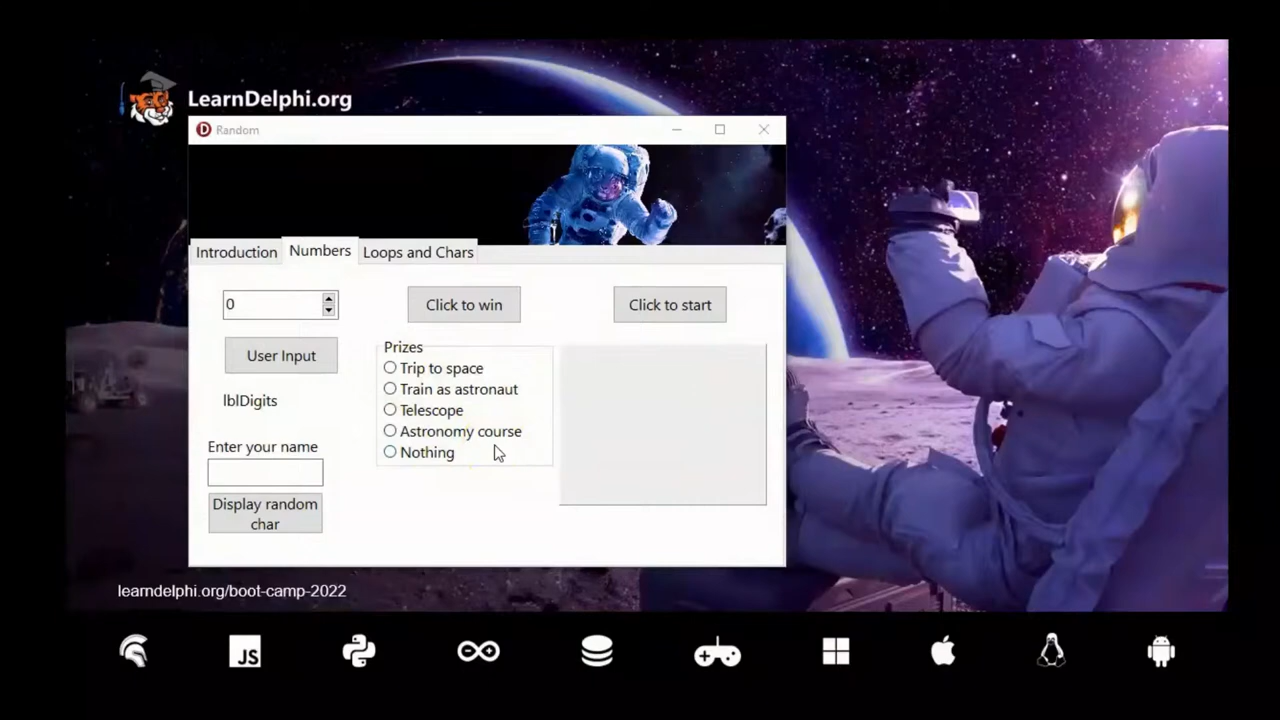 LearnDelphi.org
Random
Introduction
Numbers
Loops and Chars
0
Click to win
Click to start
User Input
Prizes
Trip to space
Train as astronaut
Telescope
Astronomy course
Nothing
lblDigits
Enter your name
Display random
char
learndelphi.org/boot-camp-2022
JS